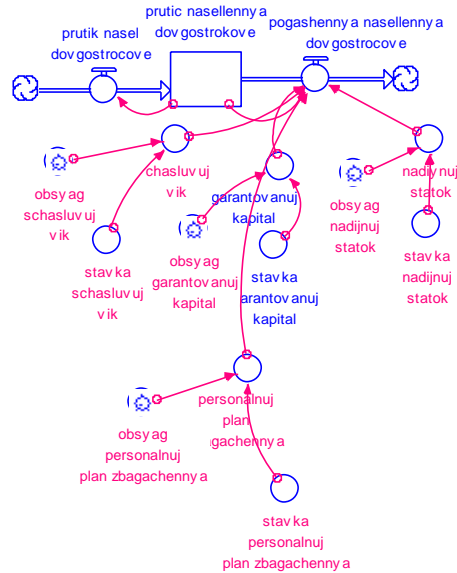 prutik nasel
dovgostrocove
prutic nasellennya
dovgostrokove
pogashennya nasellennya
dovgostrocove
chasluvuj
vik
obsyag
schasluvuj
vik
stavka
schasluvuj
vik
garantovanuj
kapital
obsyag
garantovanuj
kapital
stavka
arantovanuj
kapital
nadiynuj
statok
obsyag
nadijnuj
statok
stavka
nadijnuj
statok
personalnuj
plan
gachennya
obsyag
personalnuj
plan zbagachennya
stavka
personalnuj
plan zbagachennya